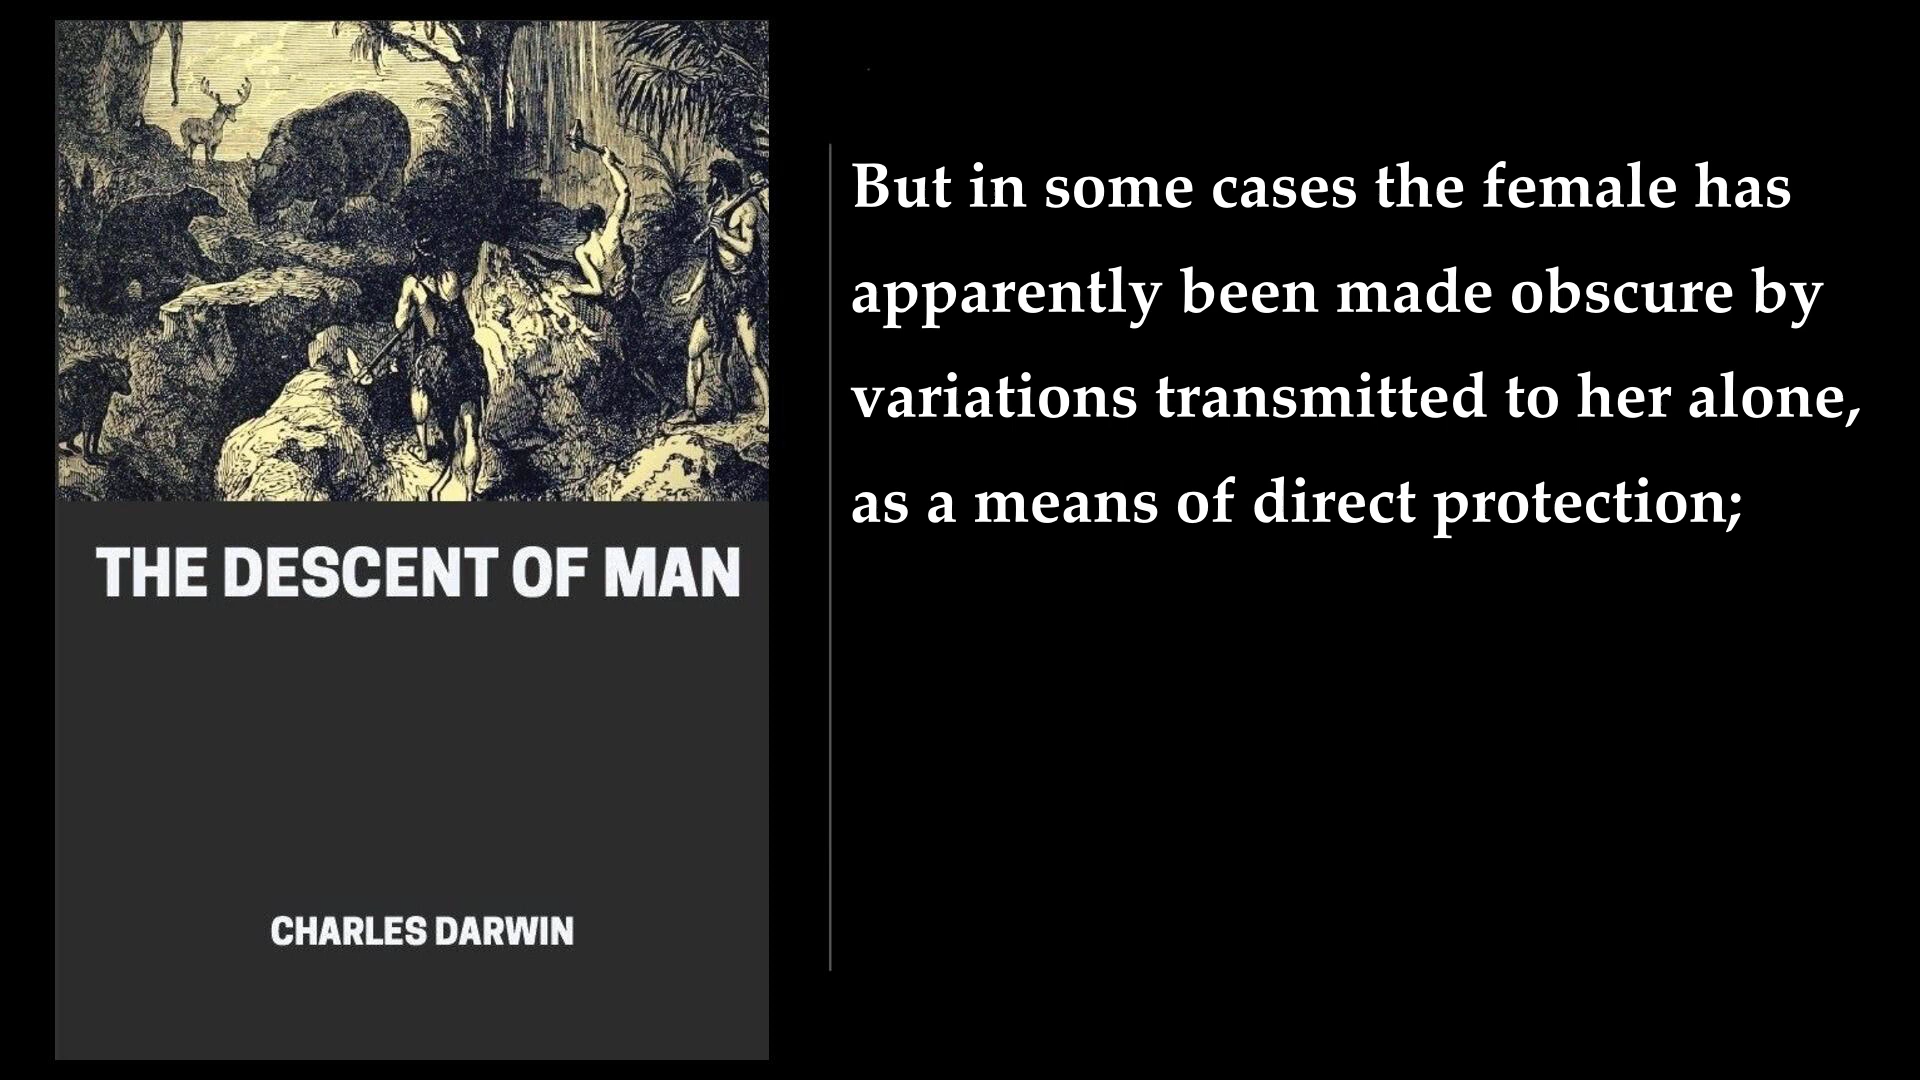 THE DESCENT OF MAN
CHARLES DARWIN
But in some cases the female has
apparently been made obscure by
variations transmitted to her alone,
as a means of direct protection;